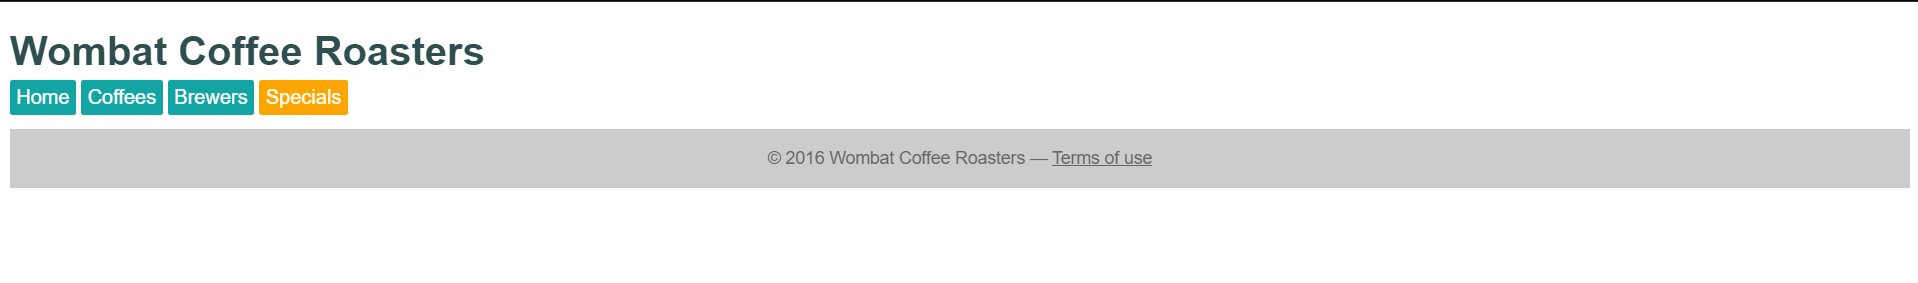 Wombat Coffee Roasters
Home Coffees Brewers Specials
© 2016 Wombat Coffee Roasters — Terms of use